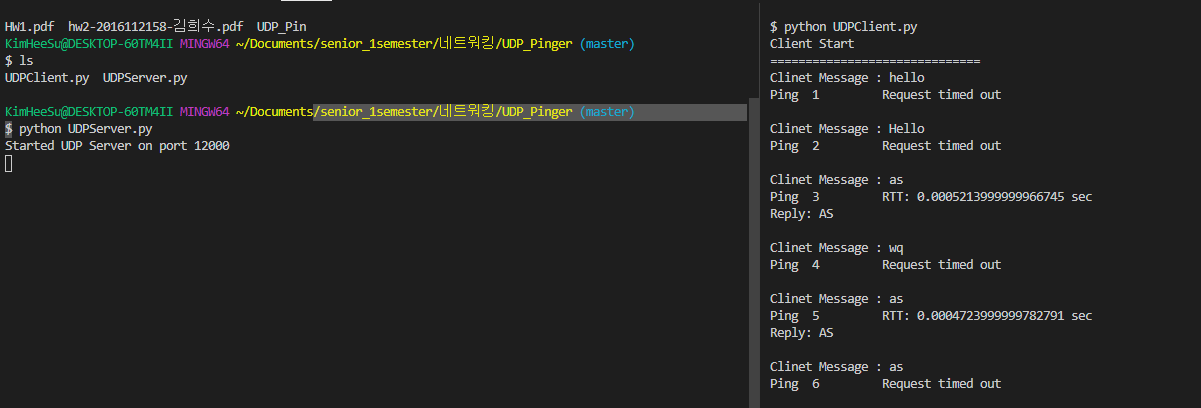 HW1.pdf  hw2-2016112158-김희수.pdf  UDP_Pin
KimHeeSu@DESKTOP-60TM4II MINGW64 ~/Documents/senior_1semester/네트워킹/UDP_Pinger (master)
$ ls
UDPClient.py  UDPServer.py
KimHeeSu@DESKTOP-60TM4II MINGW64 ~/Documents/senior_1semester/네트워킹/UDP_Pinger (master)
$ python UDPServer.py
Started UDP Server on port 12000
$ python UDPClient.py
Client Start
==============================
Clinet Message : hello
Ping  1         Request timed out
Clinet Message : Hello
Ping  2         Request timed out
Clinet Message : as
Ping  3         RTT: 0.0005213999999966745 sec
Reply: AS
Clinet Message : wq
Ping  4         Request timed out
Clinet Message : as
Ping  5         RTT: 0.0004723999999782791 sec
Reply: AS
Clinet Message : as
Ping  6         Request timed out